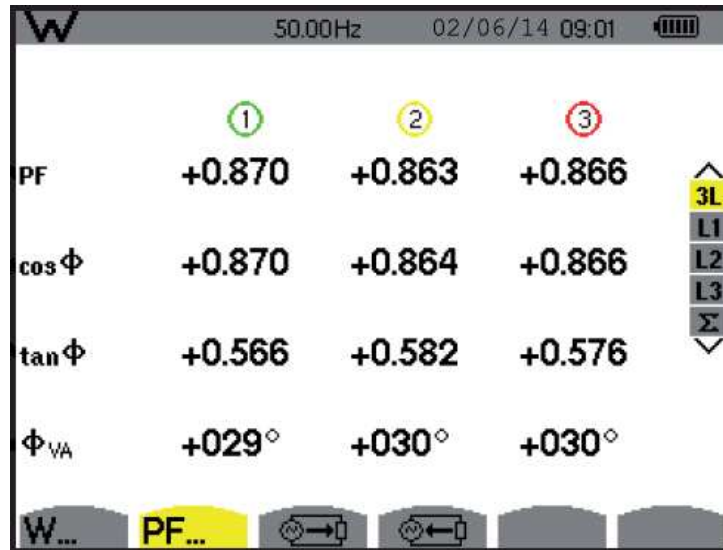 W 50.00Hz 02/06/14 09:01
1 2 3
PF +0.870 +0.863 +0.866
3L
L1
cos Φ +0.870 +0.864 +0.866
L2
L3
Σ
tan Φ +0.566 +0.582 +0.576
Φ VA +029° +030° +030°
W... PF...